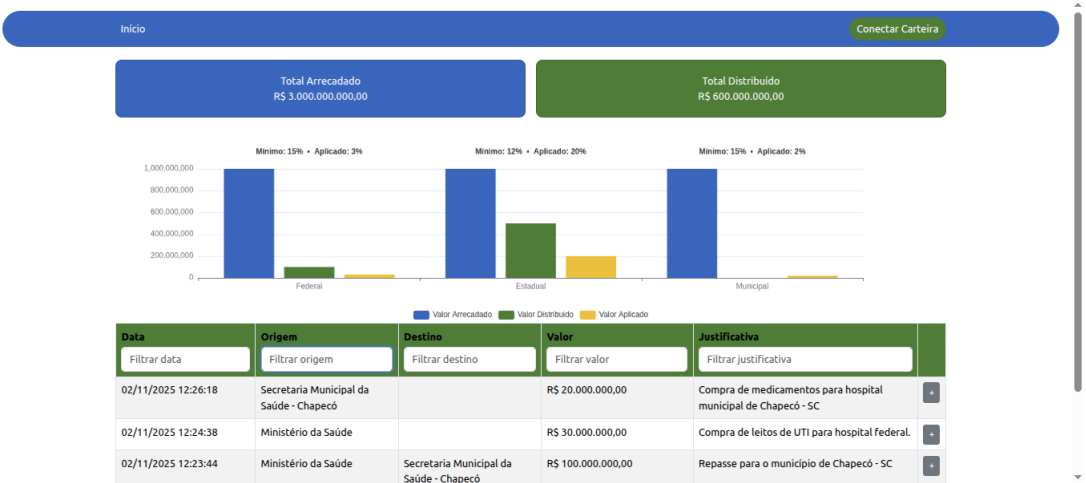 Início
Conectar Carteira
Total Arrecadado
R$ 3.000.000.000,00
Total Distribuído
R$ 600.000.000,00
Mínimo: 15% • Aplicado: 3%
Mínimo: 12% • Aplicado: 20%
Mínimo: 15% • Aplicado: 2%
1,000,000,000
800,000,000
600,000,000
400,000,000
200,000,000
0
Federal
Estadual
Municipal
Valor Arrecadado
Valor Distribuido
Valor Aplicado
Data
Origem
Destino
Valor
Justificativa
Filtrar data
Filtrar origem
Filtrar destino
Filtrar valor
Filtrar justificativa
02/11/2025 12:26:18
Secretaria Municipal da
Saúde - Chapecó
R$ 20.000.000,00
Compra de medicamentos para hospital
municipal de Chapecó - SC
+
02/11/2025 12:24:38
Ministério da Saúde
R$ 30.000.000,00
Compra de leitos de UTI para hospital federal.
+
02/11/2025 12:23:44
Ministério da Saúde
Secretaria Municipal da
Saúde - Chapecó
R$ 100.000.000,00
Repasse para o município de Chapecó - SC
+